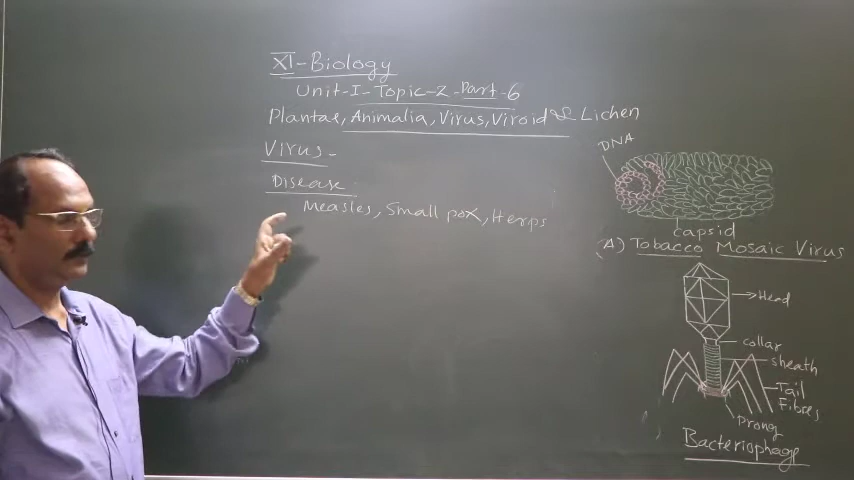 XI-Biology
Unit-I-Topic-2-Part-6
Plantae, Animalia, Virus, Viroid & Lichen
Virus-
Disease:
Measles, Small pox, Herips
DNA
capsid
(A) Tobacco Mosaic Virus
Head
collar
sheath
Tail
Fibres
Prong
Bacteriophage